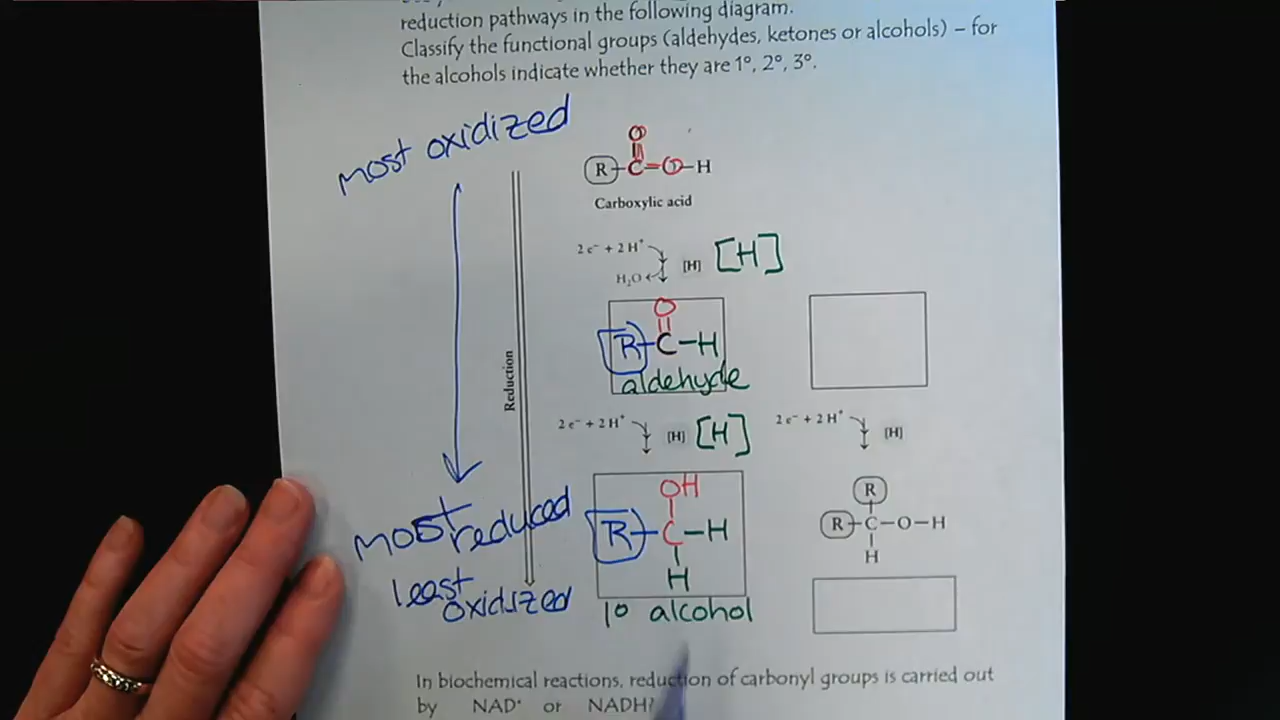 reduction pathways in the following diagram.
Classify the functional groups (aldehydes, ketones or alcohols) – for
the alcohols indicate whether they are 1°, 2°, 3°.
most oxidized
O
R C O H
Carboxylic acid
2 e⁻ + 2 H⁺
[H] [H]
H₂O
O
R C H
aldehyde
Reduction
2 e⁻ + 2 H⁺
[H] [H]
2 e⁻ + 2 H⁺
[H]
OH
R C H
H
1° alcohol
R
R C O H
H
most reduced
least oxidized
In biochemical reactions, reduction of carbonyl groups is carried out
by NAD⁺ or NADH?